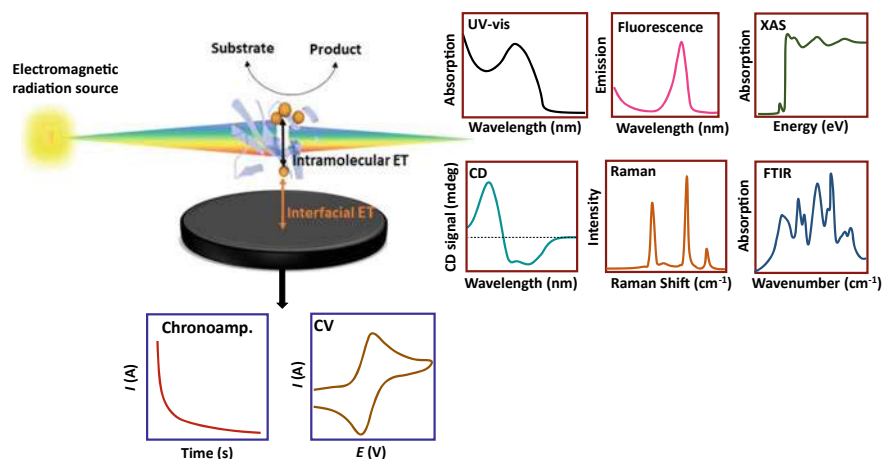 Substrate
Product
Electromagnetic
radiation source
Intramolecular ET
Interfacial ET
UV-vis
Absorption
Wavelength (nm)
Fluorescence
Emission
Wavelength (nm)
XAS
Absorption
Energy (eV)
CD
CD signal (mdeg)
Wavelength (nm)
Raman
Intensity
Raman Shift (cm⁻¹)
FTIR
Absorption
Wavenumber (cm⁻¹)
Chronoamp.
I (A)
Time (s)
CV
I (A)
E (V)